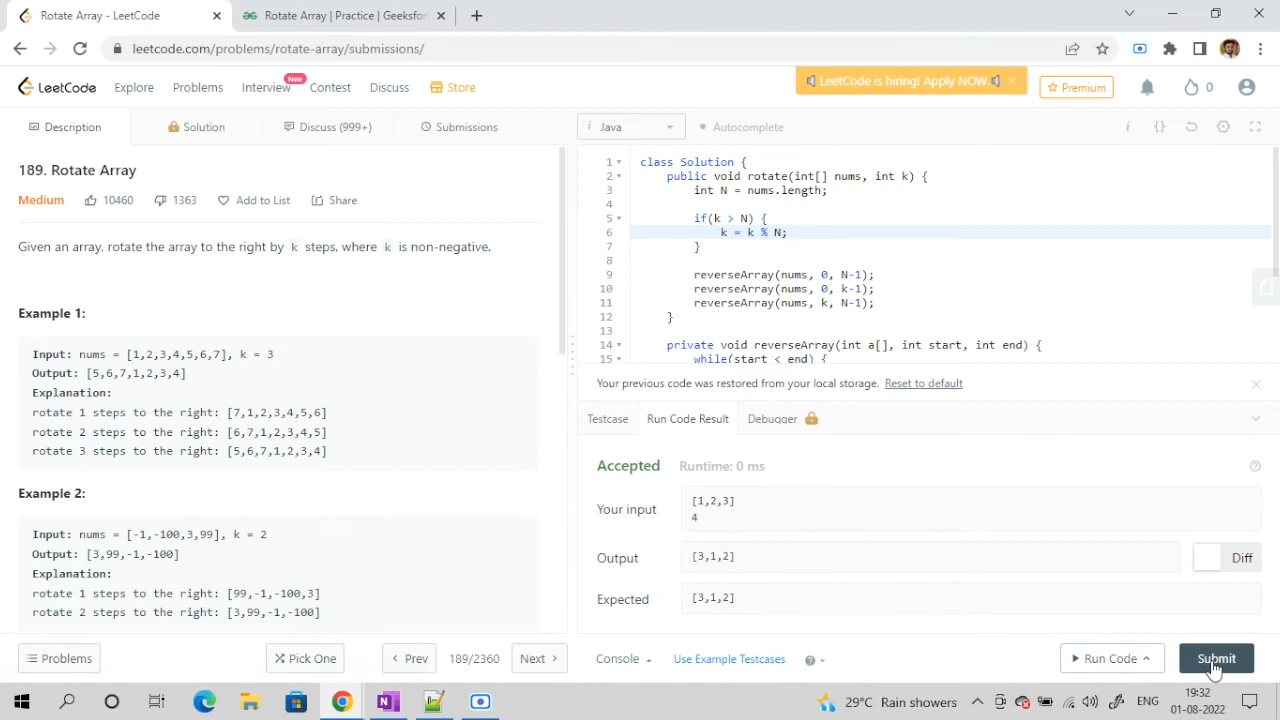 Rotate Array - LeetCode
Rotate Array | Practice | Geeksfor
leetcode.com/problems/rotate-array/submissions/
LeetCode
Explore
Problems
Interview
New
Contest
Discuss
Store
LeetCode is hiring! Apply NOW.
Premium
0
Description
Solution
Discuss (999+)
Submissions
i Java
Autocomplete
189. Rotate Array
Medium
10460
1363
Add to List
Share
Given an array, rotate the array to the right by k steps, where k is non-negative.
Example 1:
Input: nums = [1,2,3,4,5,6,7], k = 3
Output: [5,6,7,1,2,3,4]
Explanation:
rotate 1 steps to the right: [7,1,2,3,4,5,6]
rotate 2 steps to the right: [6,7,1,2,3,4,5]
rotate 3 steps to the right: [5,6,7,1,2,3,4]
Example 2:
Input: nums = [-1,-100,3,99], k = 2
Output: [3,99,-1,-100]
Explanation:
rotate 1 steps to the right: [99,-1,-100,3]
rotate 2 steps to the right: [3,99,-1,-100]
1 class Solution {
2 public void rotate(int[] nums, int k) {
3 int N = nums.length;
4
5 if(k > N) {
6 k = k % N;
7 }
8
9 reverseArray(nums, 0, N-1);
10 reverseArray(nums, 0, k-1);
11 reverseArray(nums, k, N-1);
12 }
13
14 private void reverseArray(int a[], int start, int end) {
15 while(start < end) {
Your previous code was restored from your local storage. Reset to default
Testcase
Run Code Result
Debugger
Accepted
Runtime: 0 ms
Your input
[1,2,3]
4
Output
[3,1,2]
Diff
Expected
[3,1,2]
Problems
Pick One
Prev
189/2360
Next
Console
Use Example Testcases
Run Code
Submit
29°C Rain showers
ENG
19:32
01-08-2022